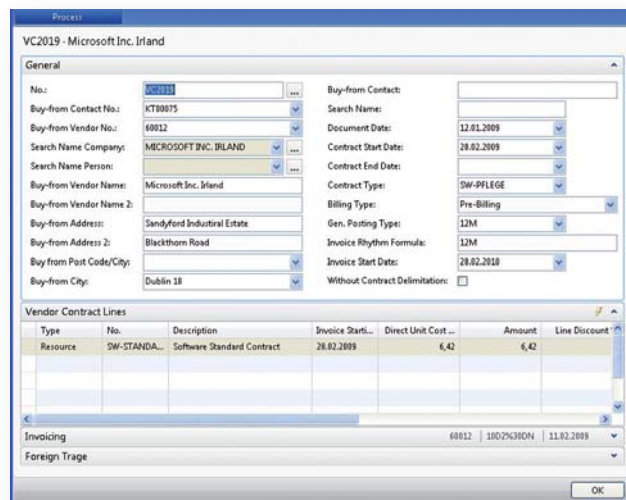 Process
VC2019 - Microsoft Inc. Irland
General
No.: VC2019 ... Buy-from Contact:
Buy-from Contact No.: KT00075 Search Name:
Buy-from Vendor No.: 60012 Document Date: 12.01.2009
Search Name Company: MICROSOFT INC. IRLAND ... Contract Start Date: 28.02.2009
Search Name Person: ... Contract End Date:
Buy-from Vendor Name: Microsoft Inc. Irland Contract Type: SW-PFLEGE
Buy-from Vendor Name 2: Billing Type: Pre-Billing
Buy-from Address: Sandyford Industiral Estate Gen. Posting Type: 12M
Buy-from Address 2: Blackthorn Road Invoice Rhythm Formula: 12M
Buy from Post Code/City: Invoice Start Date: 28.02.2010
Buy-from City: Dublin 18 Without Contract Delimitation:
Vendor Contract Lines
Type No. Description Invoice Starti... Direct Unit Cost ... Amount Line Discount
Resource SW-STANDA... Software Standard Contract 28.02.2009 6,42 6,42
Invoicing 60012 10D2%30DN 11.02.2009
Foreign Trage
OK